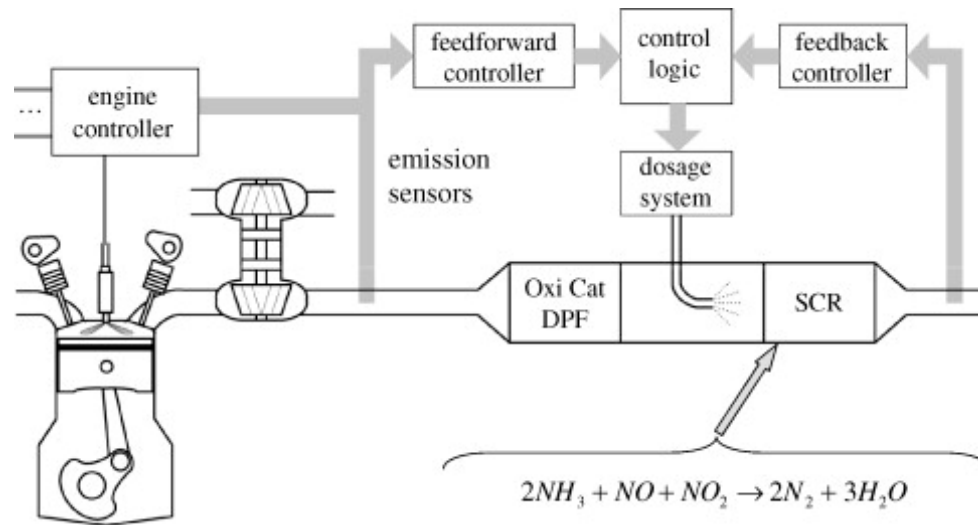 feedforward
controller
control
logic
feedback
controller
...
engine
controller
emission
sensors
dosage
system
Oxi Cat
DPF
SCR
2NH₃ + NO + NO₂ → 2N₂ + 3H₂O